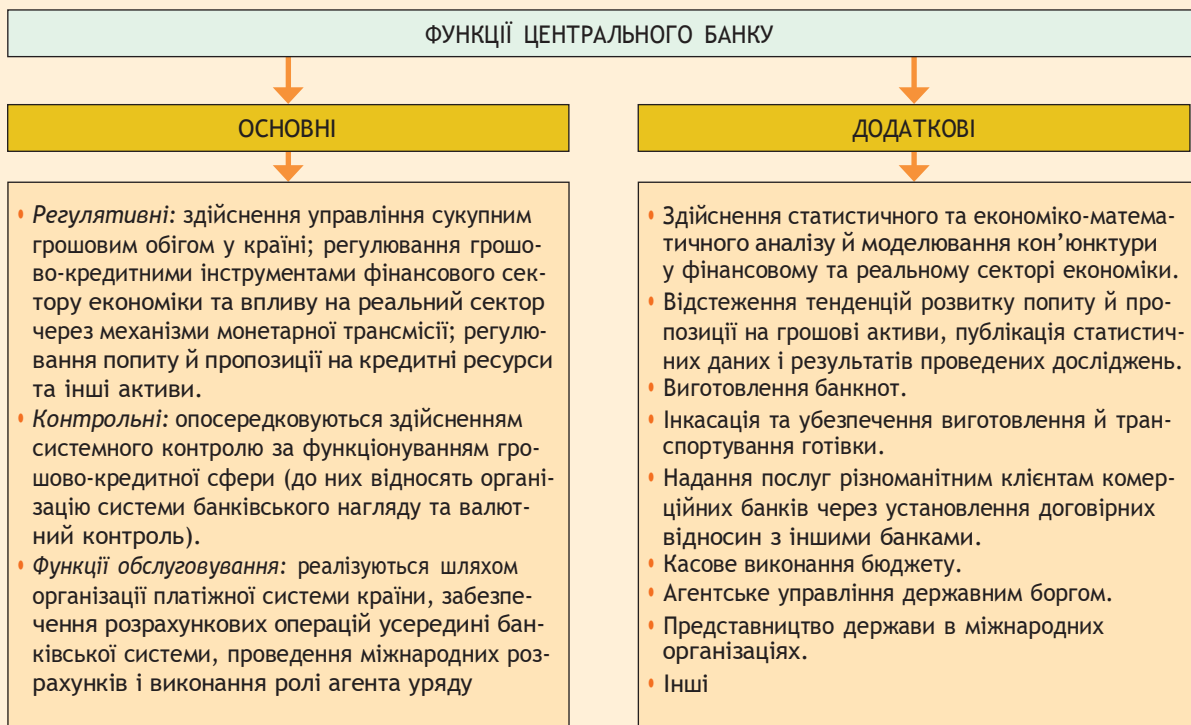 ФУНКЦІЇ ЦЕНТРАЛЬНОГО БАНКУ
ОСНОВНІ
• Регулятивні: здійснення управління сукупним
грошовим обігом у країні; регулювання грошо-
во-кредитними інструментами фінансового сек-
тору економіки та впливу на реальний сектор
через механізми монетарної трансмісії; регулю-
вання попиту й пропозиції на кредитні ресурси
та інші активи.
• Контрольні: опосередковуються здійсненням
системного контролю за функціонуванням гро-
шово-кредитної сфери (до них відносять органі-
зацію системи банківського нагляду та валют-
ний контроль).
• Функції обслуговування: реалізуються шляхом
організації платіжної системи країни, забезпе-
чення розрахункових операцій усередині бан-
ківської системи, проведення міжнародних роз-
рахунків і виконання ролі агента уряду
ДОДАТКОВІ
• Здійснення статистичного та економіко-матема-
тичного аналізу й моделювання кон’юнктури
у фінансовому та реальному секторі економіки.
• Відстеження тенденцій розвитку попиту й про-
позиції на грошові активи, публікація статистич-
них даних і результатів проведених досліджень.
• Виготовлення банкнот.
• Інкасація та убезпечення виготовлення й тран-
спортування готівки.
• Надання послуг різноманітним клієнтам комер-
ційних банків через установлення договірних
відносин з іншими банками.
• Касове виконання бюджету.
• Агентське управління державним боргом.
• Представництво держави в міжнародних
організаціях.
• Інші